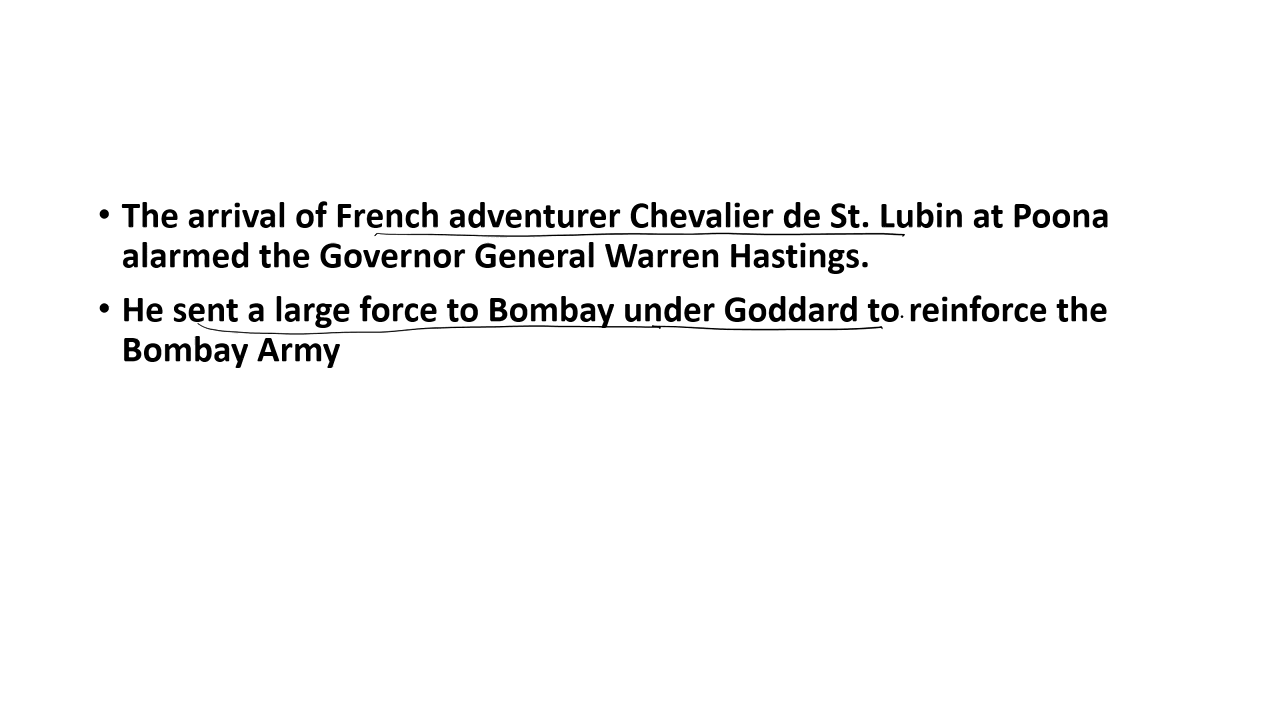 • The arrival of French adventurer Chevalier de St. Lubin at Poona
alarmed the Governor General Warren Hastings.
• He sent a large force to Bombay under Goddard to reinforce the
Bombay Army